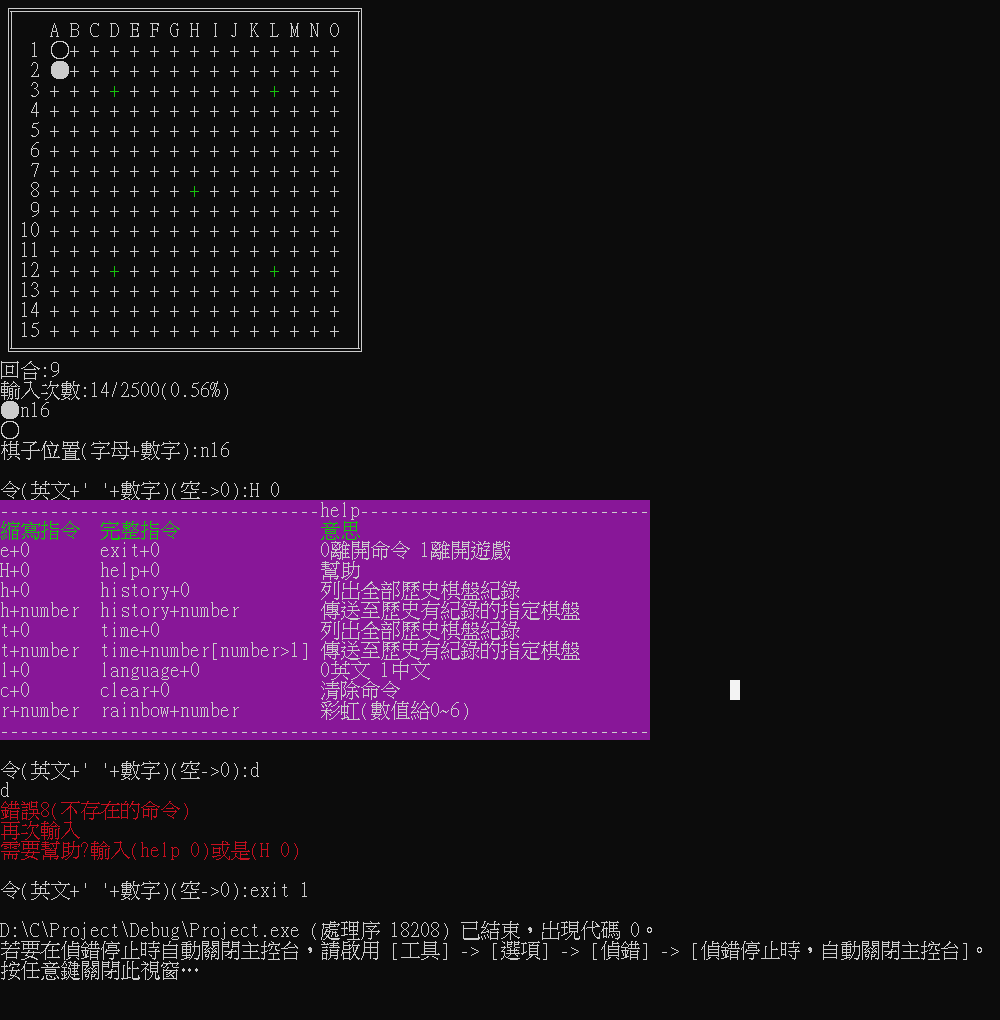 A B C D E F G H I J K L M N O
1 ○+ + + + + + + + + + + + + +
2 ●+ + + + + + + + + + + + + +
3 + + + + + + + + + + + + + + +
4 + + + + + + + + + + + + + + +
5 + + + + + + + + + + + + + + +
6 + + + + + + + + + + + + + + +
7 + + + + + + + + + + + + + + +
8 + + + + + + + + + + + + + + +
9 + + + + + + + + + + + + + + +
10 + + + + + + + + + + + + + + +
11 + + + + + + + + + + + + + + +
12 + + + + + + + + + + + + + + +
13 + + + + + + + + + + + + + + +
14 + + + + + + + + + + + + + + +
15 + + + + + + + + + + + + + + +
回合:9
輸入次數:14/2500(0.56%)
●n16
○
棋子位置(字母+數字):n16
令(英文+' '+數字)(空->0):H 0
--------------------------------help-----------------------------
縮寫指令 完整指令 意思
e+0 exit+0 0離開命令 1離開遊戲
H+0 help+0 幫助
h+0 history+0 列出全部歷史棋盤紀錄
h+number history+number 傳送至歷史有紀錄的指定棋盤
t+0 time+0 列出全部歷史棋盤紀錄
t+number time+number[number>1] 傳送至歷史有紀錄的指定棋盤
l+0 language+0 0英文 1中文
c+0 clear+0 清除命令
r+number rainbow+number 彩虹(數值給0~6)
-----------------------------------------------------------------
令(英文+' '+數字)(空->0):d
d
錯誤8(不存在的命令)
再次輸入
需要幫助?輸入(help 0)或是(H 0)
令(英文+' '+數字)(空->0):exit 1
D:\C\Project\Debug\Project.exe (處理序 18208) 已結束，出現代碼 0。
若要在偵錯停止時自動關閉主控台，請啟用 [工具] -> [選項] -> [偵錯] -> [偵錯停止時，自動關閉主控台]。
按任意鍵關閉此視窗…